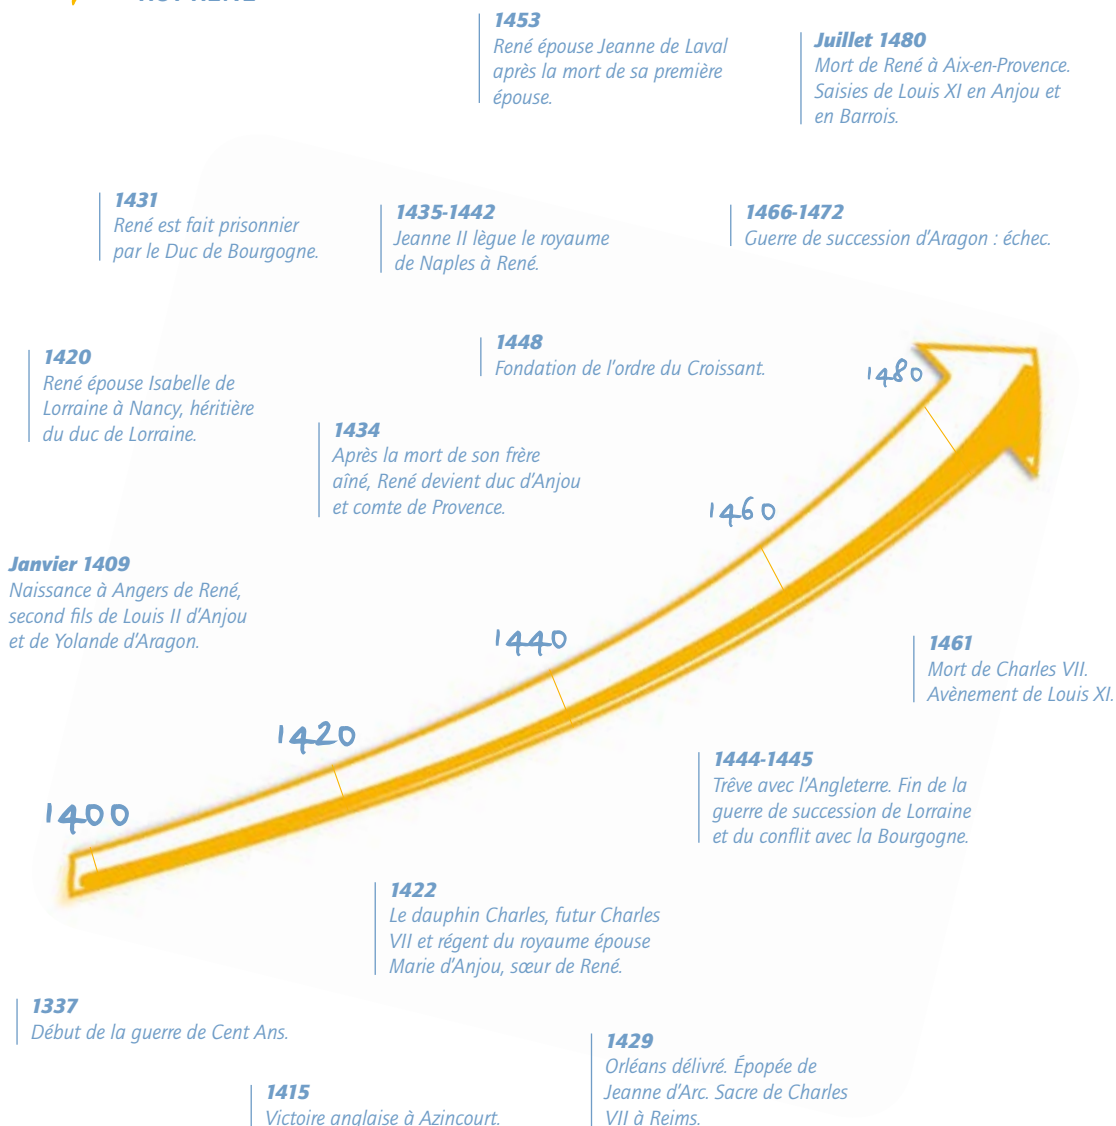 1453
René épouse Jeanne de Laval
après la mort de sa première
épouse.
Juillet 1480
Mort de René à Aix-en-Provence.
Saisies de Louis XI en Anjou et
en Barrois.
1431
René est fait prisonnier
par le Duc de Bourgogne.
1435-1442
Jeanne II lègue le royaume
de Naples à René.
1466-1472
Guerre de succession d'Aragon : échec.
1420
René épouse Isabelle de
Lorraine à Nancy, héritière
du duc de Lorraine.
1448
Fondation de l'ordre du Croissant.
1434
Après la mort de son frère
aîné, René devient duc d'Anjou
et comte de Provence.
Janvier 1409
Naissance à Angers de René,
second fils de Louis II d'Anjou
et de Yolande d'Aragon.
1480
1460
1440
1420
1400
1461
Mort de Charles VII.
Avènement de Louis XI.
1444-1445
Trêve avec l'Angleterre. Fin de la
guerre de succession de Lorraine
et du conflit avec la Bourgogne.
1422
Le dauphin Charles, futur Charles
VII et régent du royaume épouse
Marie d'Anjou, sœur de René.
1337
Début de la guerre de Cent Ans.
1429
Orléans délivré. Épopée de
Jeanne d'Arc. Sacre de Charles
VII à Reims.
1415
Victoire anglaise à Azincourt.